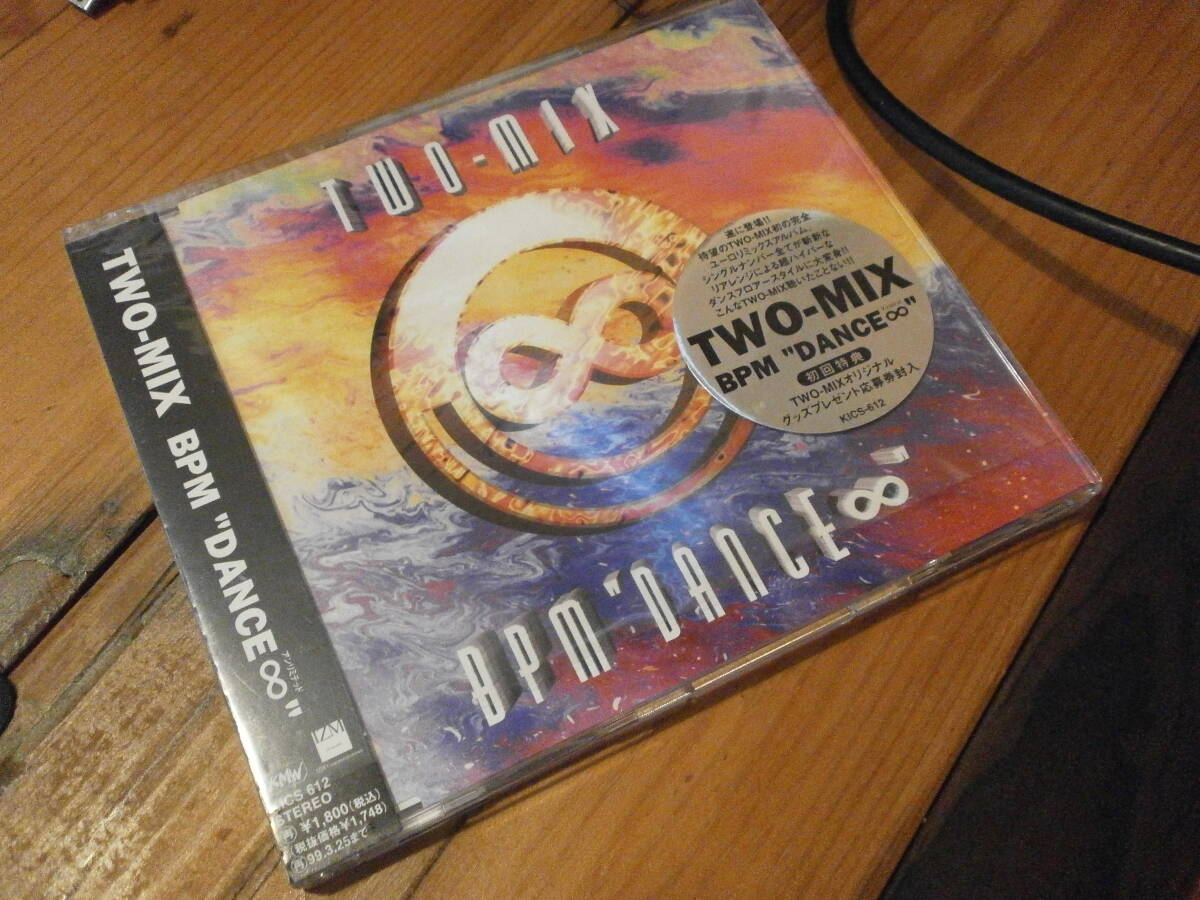 TWO-MIX
BPM "DANCE∞"
TWO-MIX BPM "DANCE∞"
アンリミテッド
IZM
KMW
KICS 612
STEREO
再 ¥1,800(税込)
(税抜価格¥1,748)
再 99.3.25まで
遂に登場!!
待望のTWO-MIX初の完全
ユーロリミックスアルバム。
シングルナンバー全てが斬新な
リアレンジによる超ハイパーな
ダンスフロアースタイルに大変身!!
こんなTWO-MIX聴いたことない!!!
TWO-MIX
BPM "DANCE∞"
初回特典
TWO-MIXオリジナル
グッズプレゼント応募券封入
KICS-612